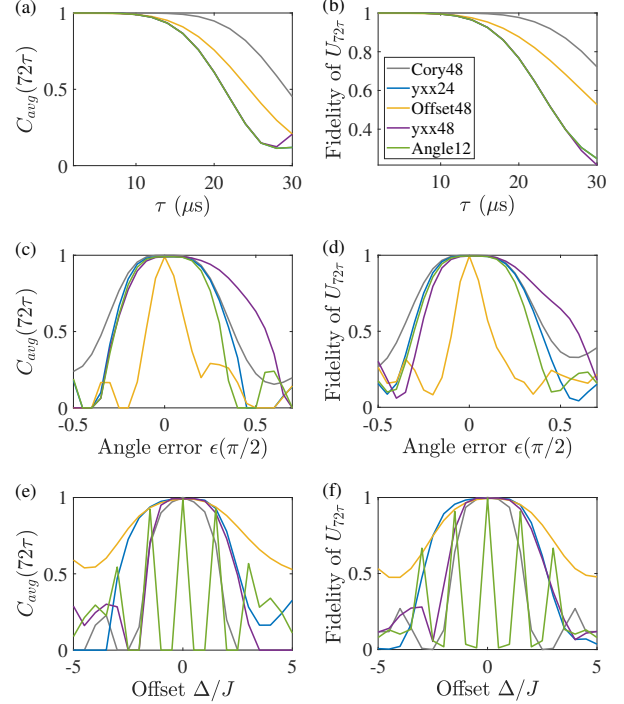 (a)
C_avg(72τ)
1
0.5
0
10 20 30
τ (μs)
(b)
Fidelity of U_72τ
1
0.8
0.6
0.4
Cory48
yxx24
Offset48
yxx48
Angle12
10 20 30
τ (μs)
(c)
C_avg(72τ)
1
0.5
0
-0.5 0 0.5
Angle error ϵ(π/2)
(d)
Fidelity of U_72τ
1
0.5
0
-0.5 0 0.5
Angle error ϵ(π/2)
(e)
C_avg(72τ)
1
0.5
0
-5 0 5
Offset Δ/J
(f)
Fidelity of U_72τ
1
0.5
0
-5 0 5
Offset Δ/J